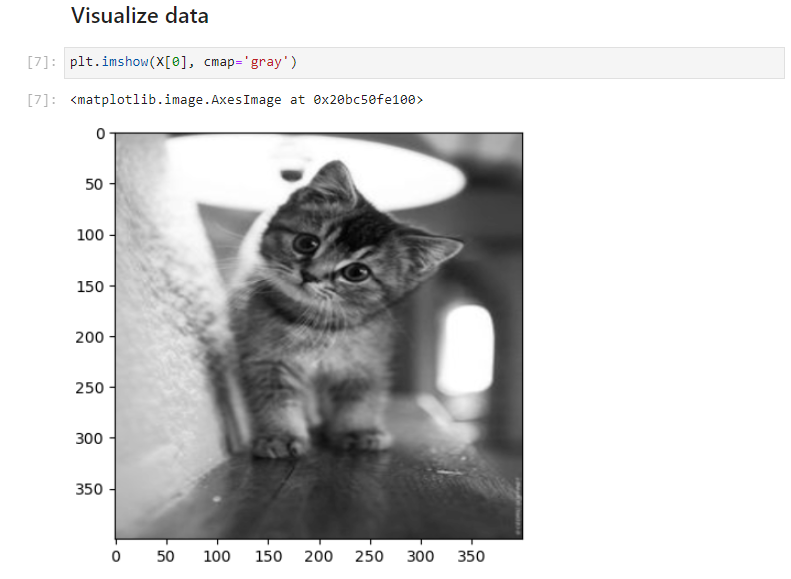 Visualize data
[7]: plt.imshow(X[0], cmap='gray')
[7]: <matplotlib.image.AxesImage at 0x20bc50fe100>
0
50
100
150
200
250
300
350
0 50 100 150 200 250 300 350